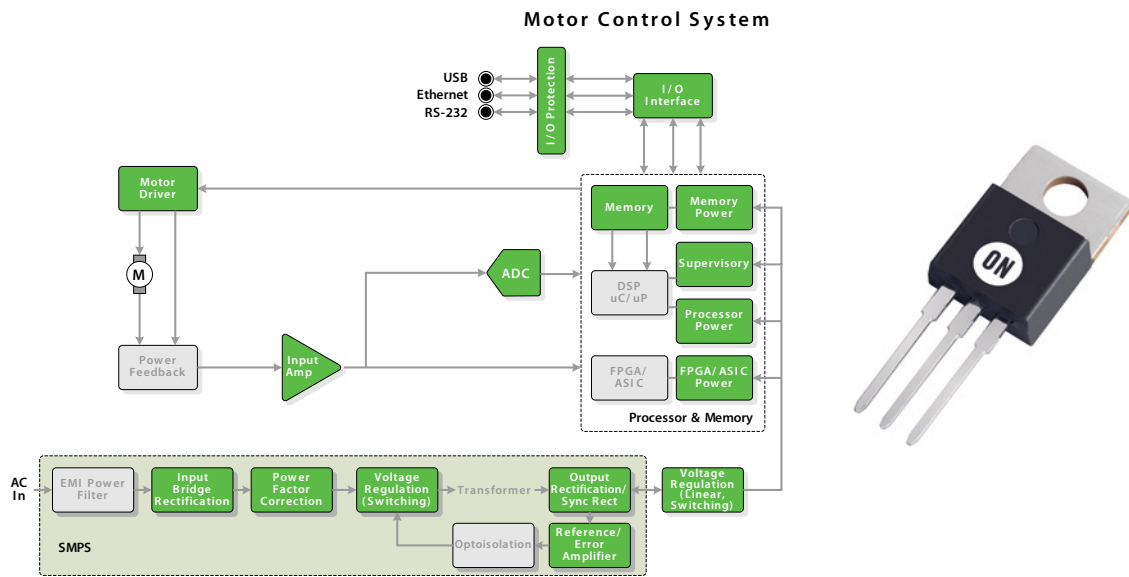 Motor Control System
USB
Ethernet
RS-232
I/O Protection
I/O
Interface
Motor
Driver
Memory
Memory
Power
M
ADC
Supervisory
DSP
uC/uP
Processor
Power
Power
Feedback
Input
Amp
FPGA/
ASIC
FPGA/ASIC
Power
Processor & Memory
ON
AC
In
EMI Power
Filter
Input
Bridge
Rectification
Power
Factor
Correction
Voltage
Regulation
(Switching)
Transformer
Output
Rectification/
Sync Rect
Voltage
Regulation
(Linear,
Switching)
Optoisolation
Reference/
Error
Amplifier
SMPS